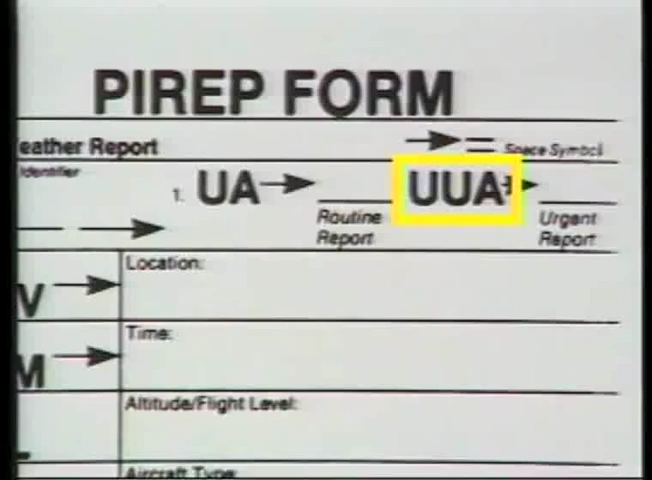 PIREP FORM
eather Report = Space Symbol
Identifier
1. UA UUA
Routine Report Urgent Report
Location:
V
Time:
M
Altitude/Flight Level:
Aircraft Type: